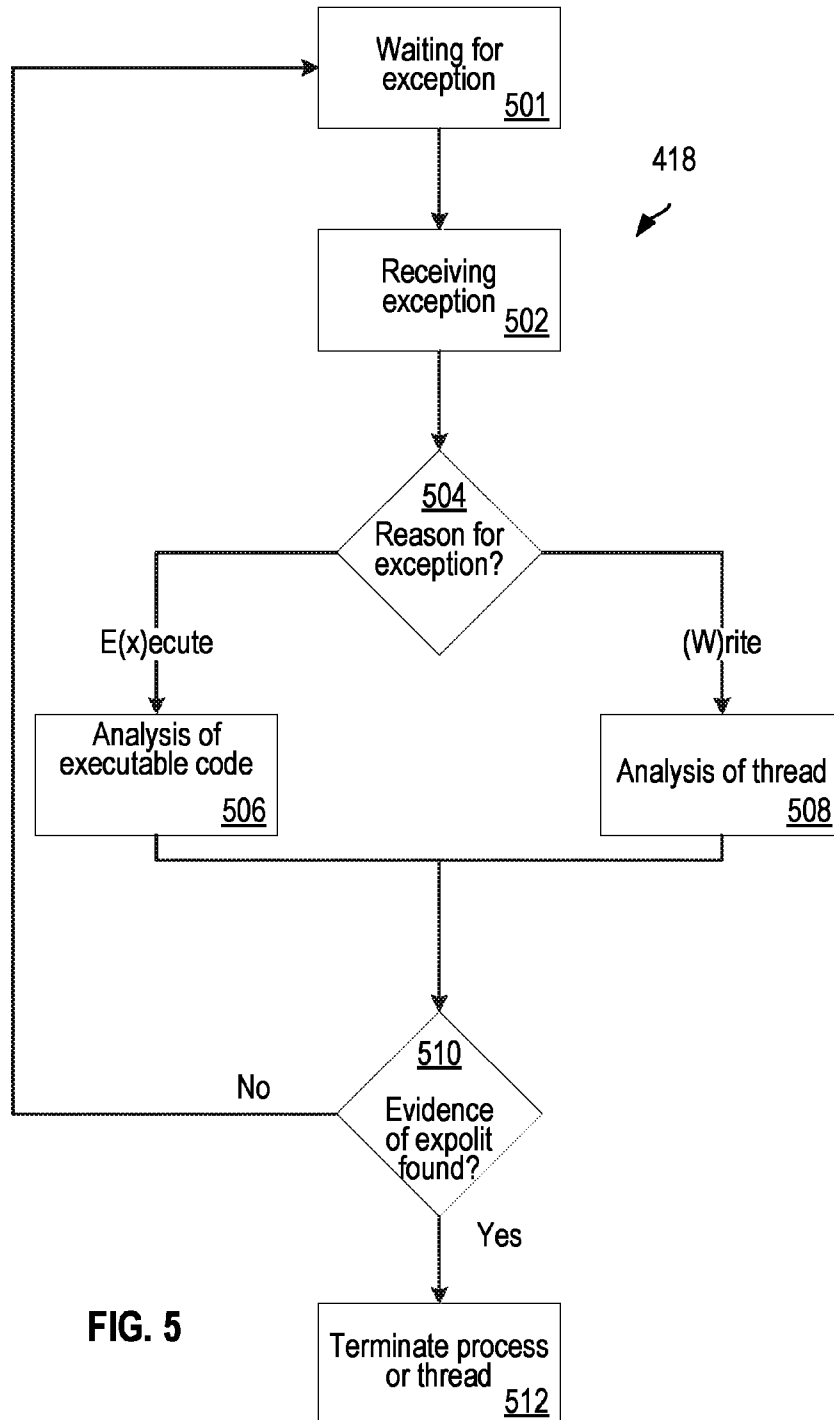 Waiting for
exception
501
418
Receiving
exception
502
504
Reason for
exception?
E(x)ecute
(W)rite
Analysis of
executable code
506
Analysis of thread
508
510
No
Evidence
of expolit
found?
Yes
FIG. 5
Terminate process
or thread
512